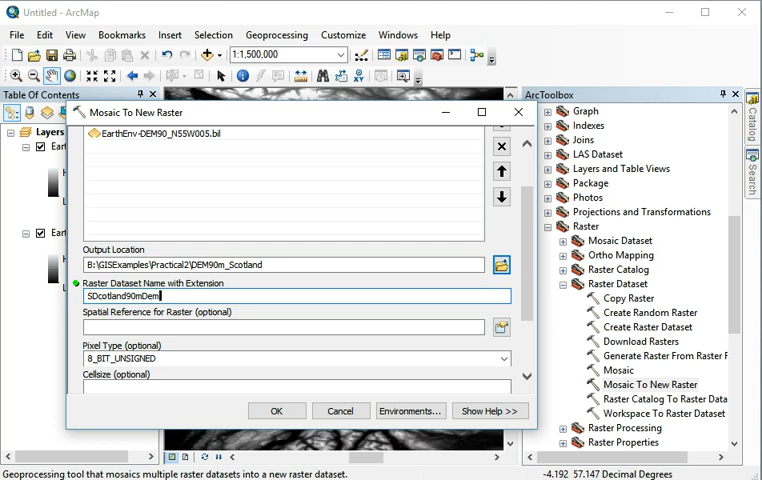 Untitled - ArcMap
File Edit View Bookmarks Insert Selection Geoprocessing Customize Windows Help
1:1,500,000
Table Of Contents
Layers
Eart
H
L
Eart
H
L
Mosaic To New Raster
EarthEnv-DEM90_N55W005.bil
Output Location
B:\GISExamples\Practical2\DEM90m_Scotland
Raster Dataset Name with Extension
SDcotland90mDem
Spatial Reference for Raster (optional)
Pixel Type (optional)
8_BIT_UNSIGNED
Cellsize (optional)
OK Cancel Environments... Show Help >>
ArcToolbox
Graph
Indexes
Joins
LAS Dataset
Layers and Table Views
Package
Photos
Projections and Transformations
Raster
Mosaic Dataset
Ortho Mapping
Raster Catalog
Raster Dataset
Copy Raster
Create Random Raster
Create Raster Dataset
Download Rasters
Generate Raster From Raster F
Mosaic
Mosaic To New Raster
Raster Catalog To Raster Data
Workspace To Raster Dataset
Raster Processing
Raster Properties
Catalog
Search
Geoprocessing tool that mosaics multiple raster datasets into a new raster dataset.
-4.192 57.147 Decimal Degrees